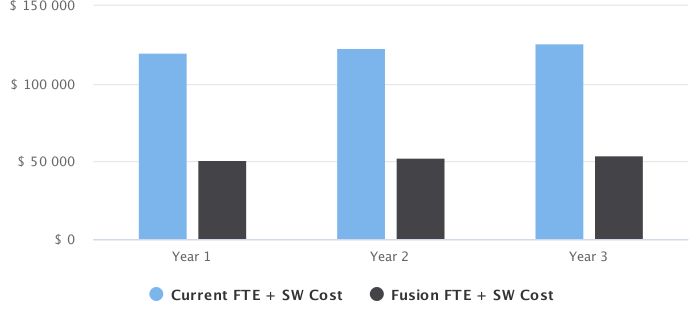 $ 150 000
$ 100 000
$ 50 000
$ 0
Year 1 Year 2 Year 3
Current FTE + SW Cost Fusion FTE + SW Cost